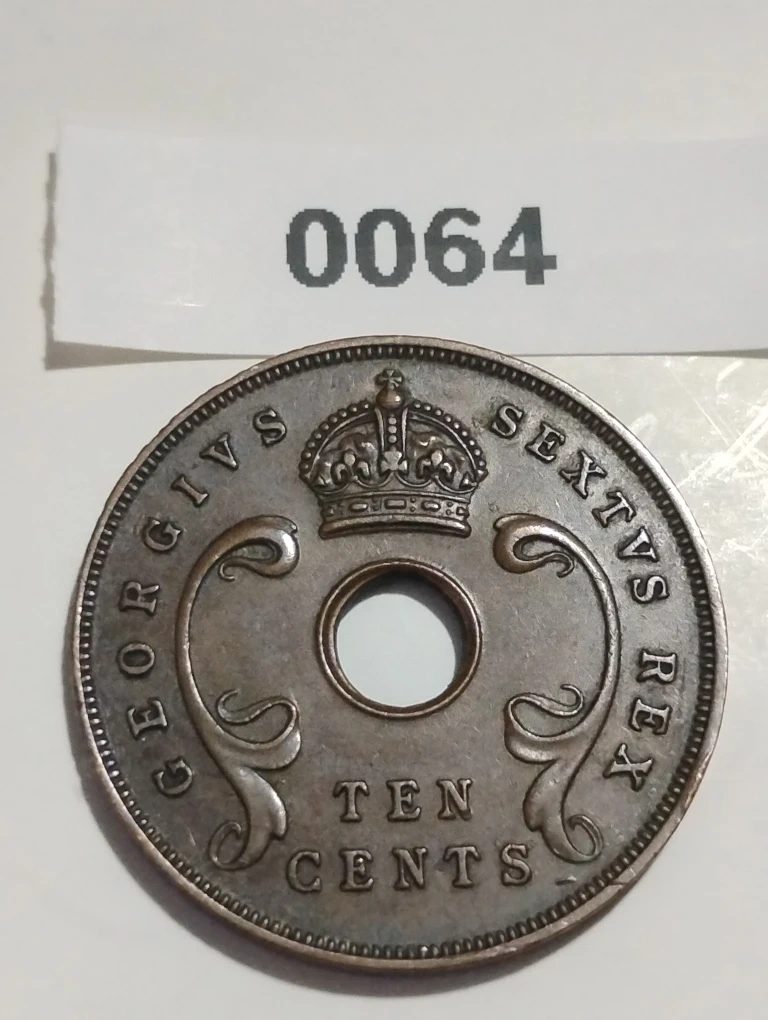 0064
GEORGIVS SEXTVS REX
TEN
CENTS